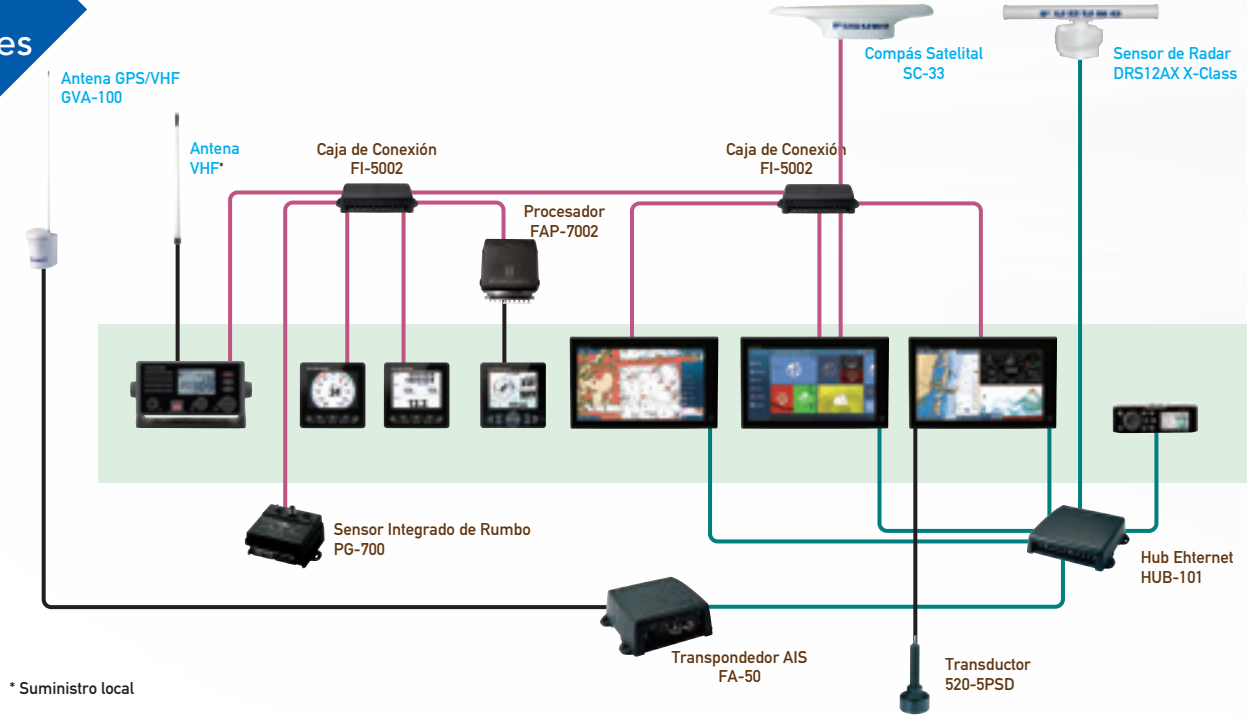 es
Antena GPS/VHF
GVA-100
Antena
VHF*
Caja de Conexión
FI-5002
Procesador
FAP-7002
Caja de Conexión
FI-5002
FURUNO
Compás Satelital
SC-33
FURUNO
Sensor de Radar
DRS12AX X-Class
Sensor Integrado de Rumbo
PG-700
Hub Ehternet
HUB-101
Transpondedor AIS
FA-50
Transductor
520-5PSD
* Suministro local